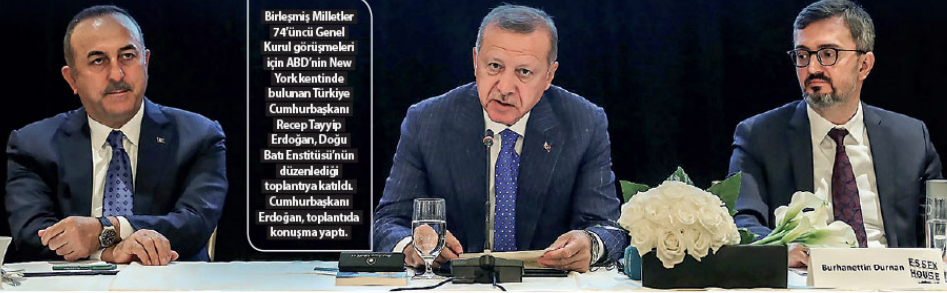 Birleşmiş Milletler
74'üncü Genel
Kurul görüşmeleri
için ABD'nin New
York kentinde
bulunan Türkiye
Cumhurbaşkanı
Recep Tayyip
Erdoğan, Doğu
Batı Enstitüsü'nün
düzenlediği
toplantıya katıldı.
Cumhurbaşkanı
Erdoğan, toplantıda
konuşma yaptı.
Burhanettin Durnan
ESSEX
HOUSE